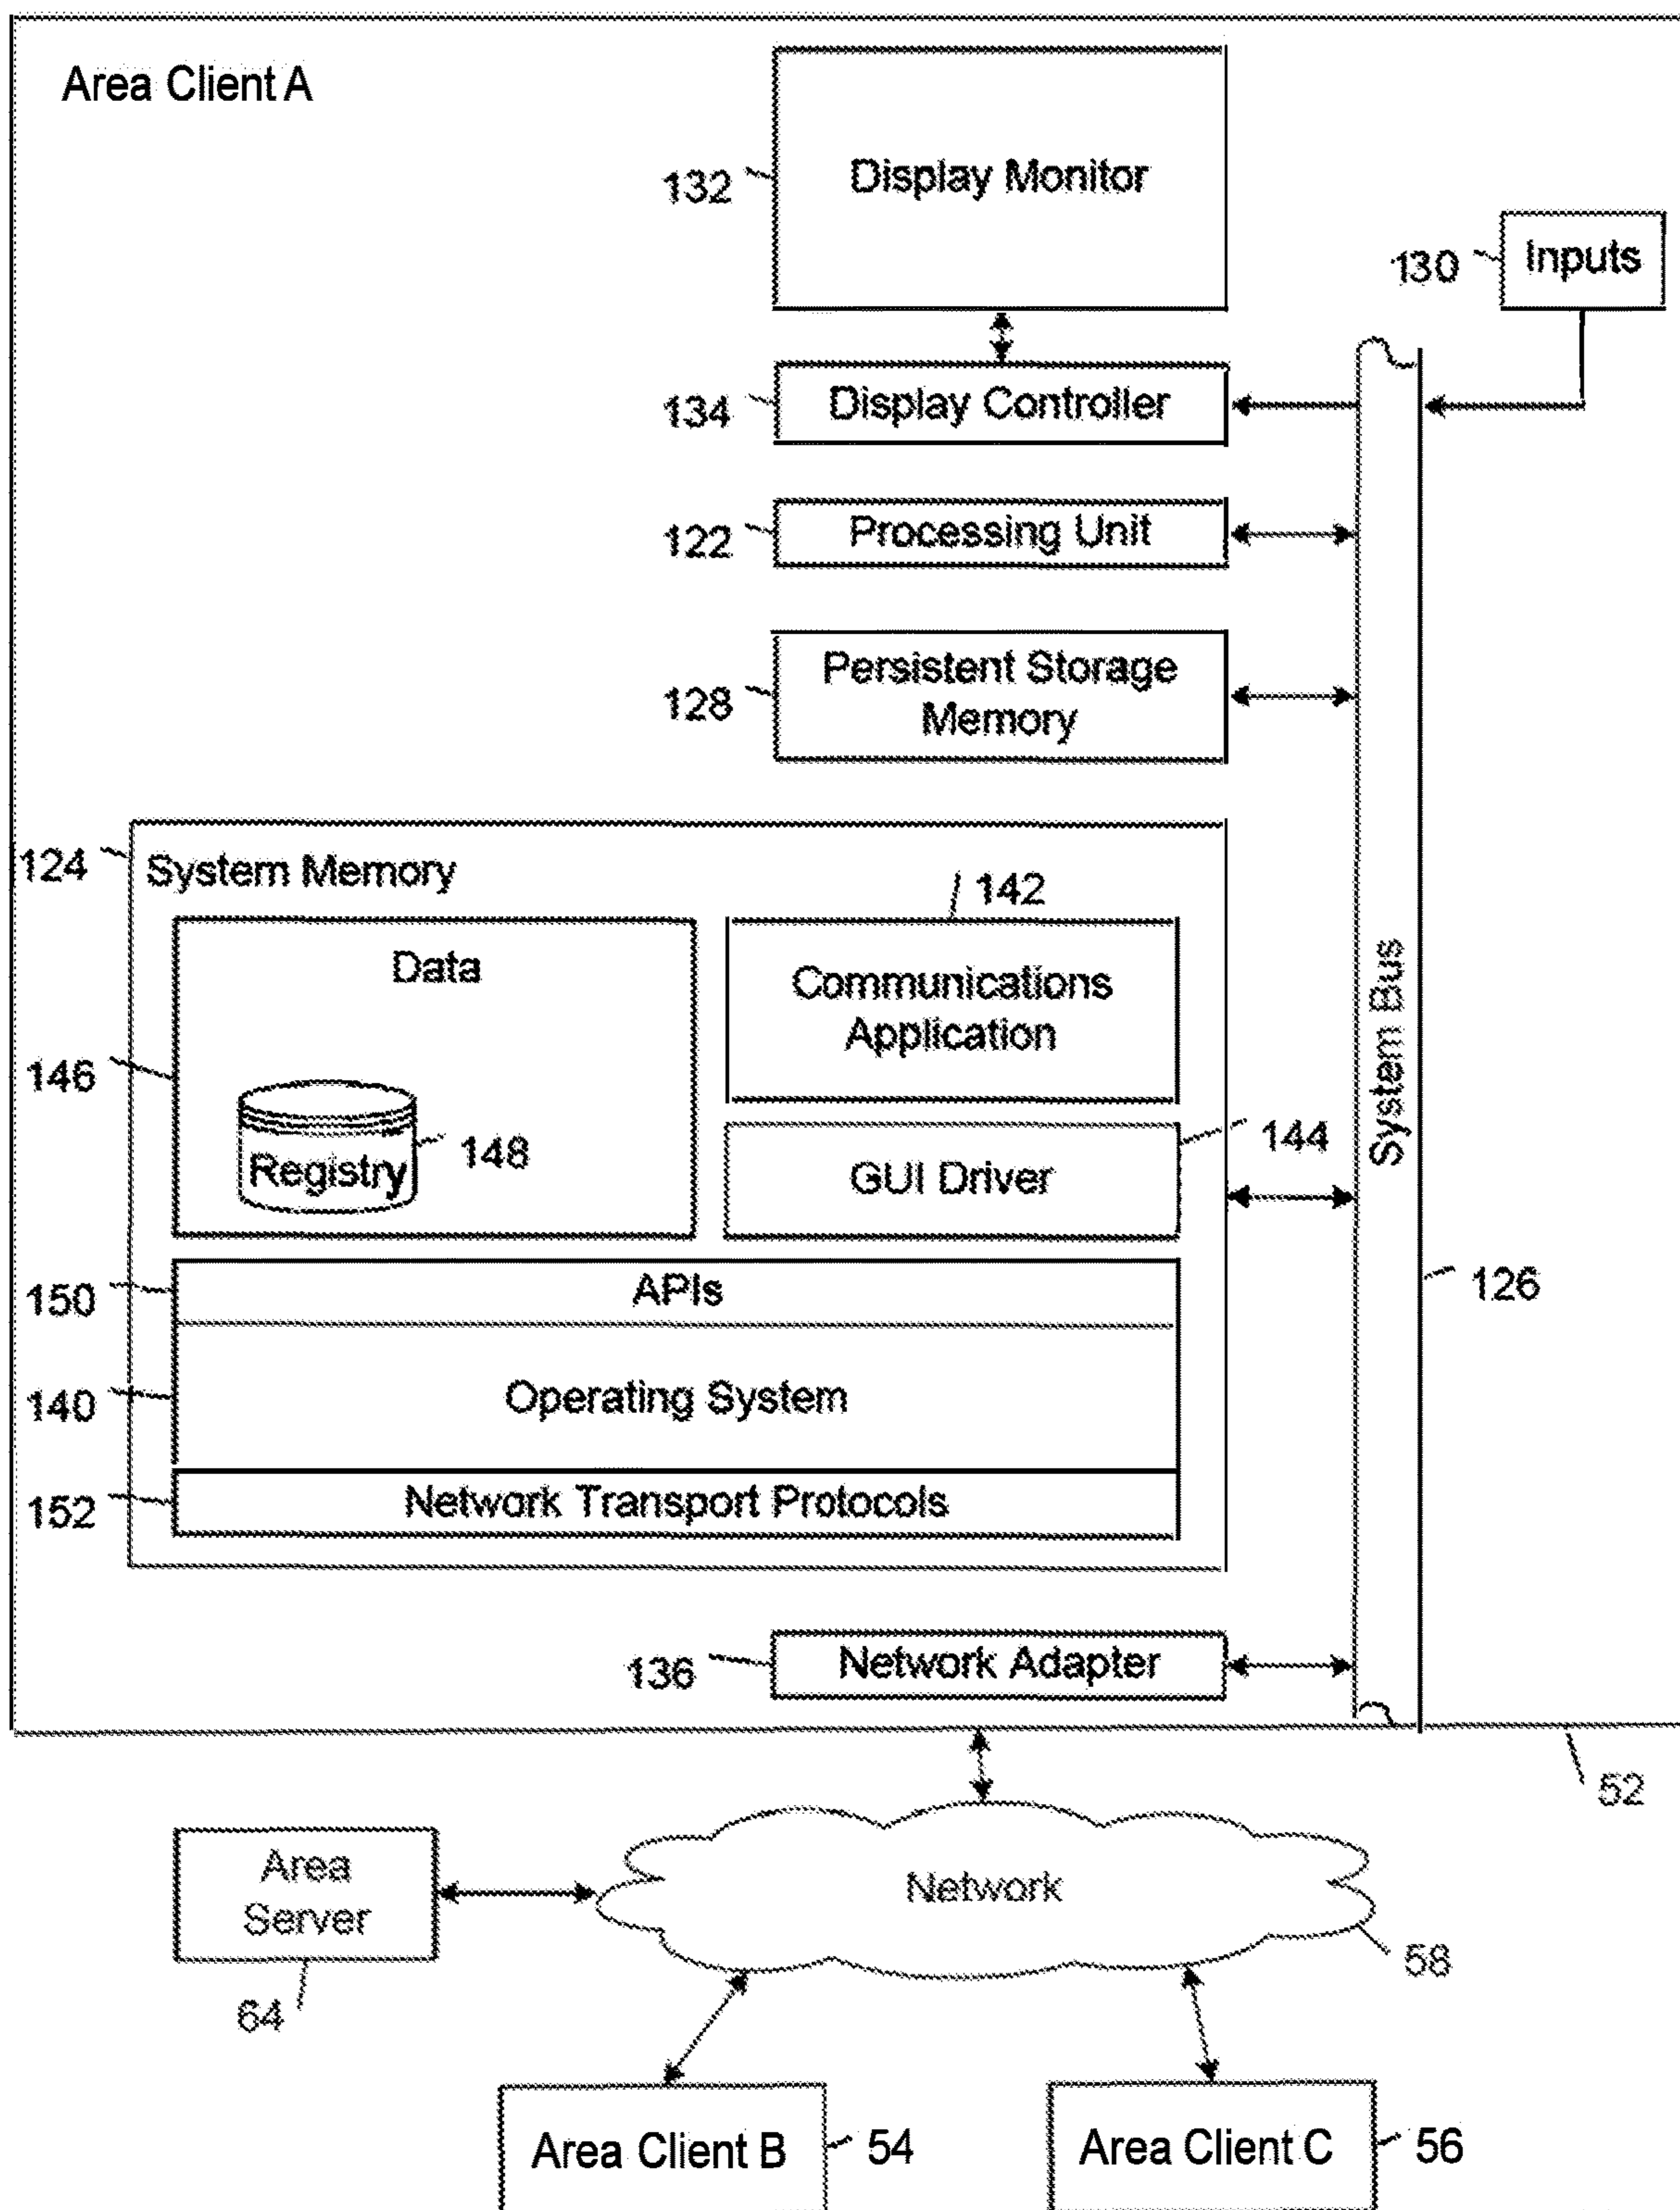 Area Client A
Display Monitor
132
Inputs
130
Display Controller
134
Processing Unit
122
Persistent Storage
Memory
128
124
System Memory
142
Data
Communications
Application
System Bus
146
Registry
148
GUI Driver
144
126
APIs
150
Operating System
140
Network Transport Protocols
152
Network Adapter
136
52
Area
Server
Network
58
64
Area Client B
54
Area Client C
56